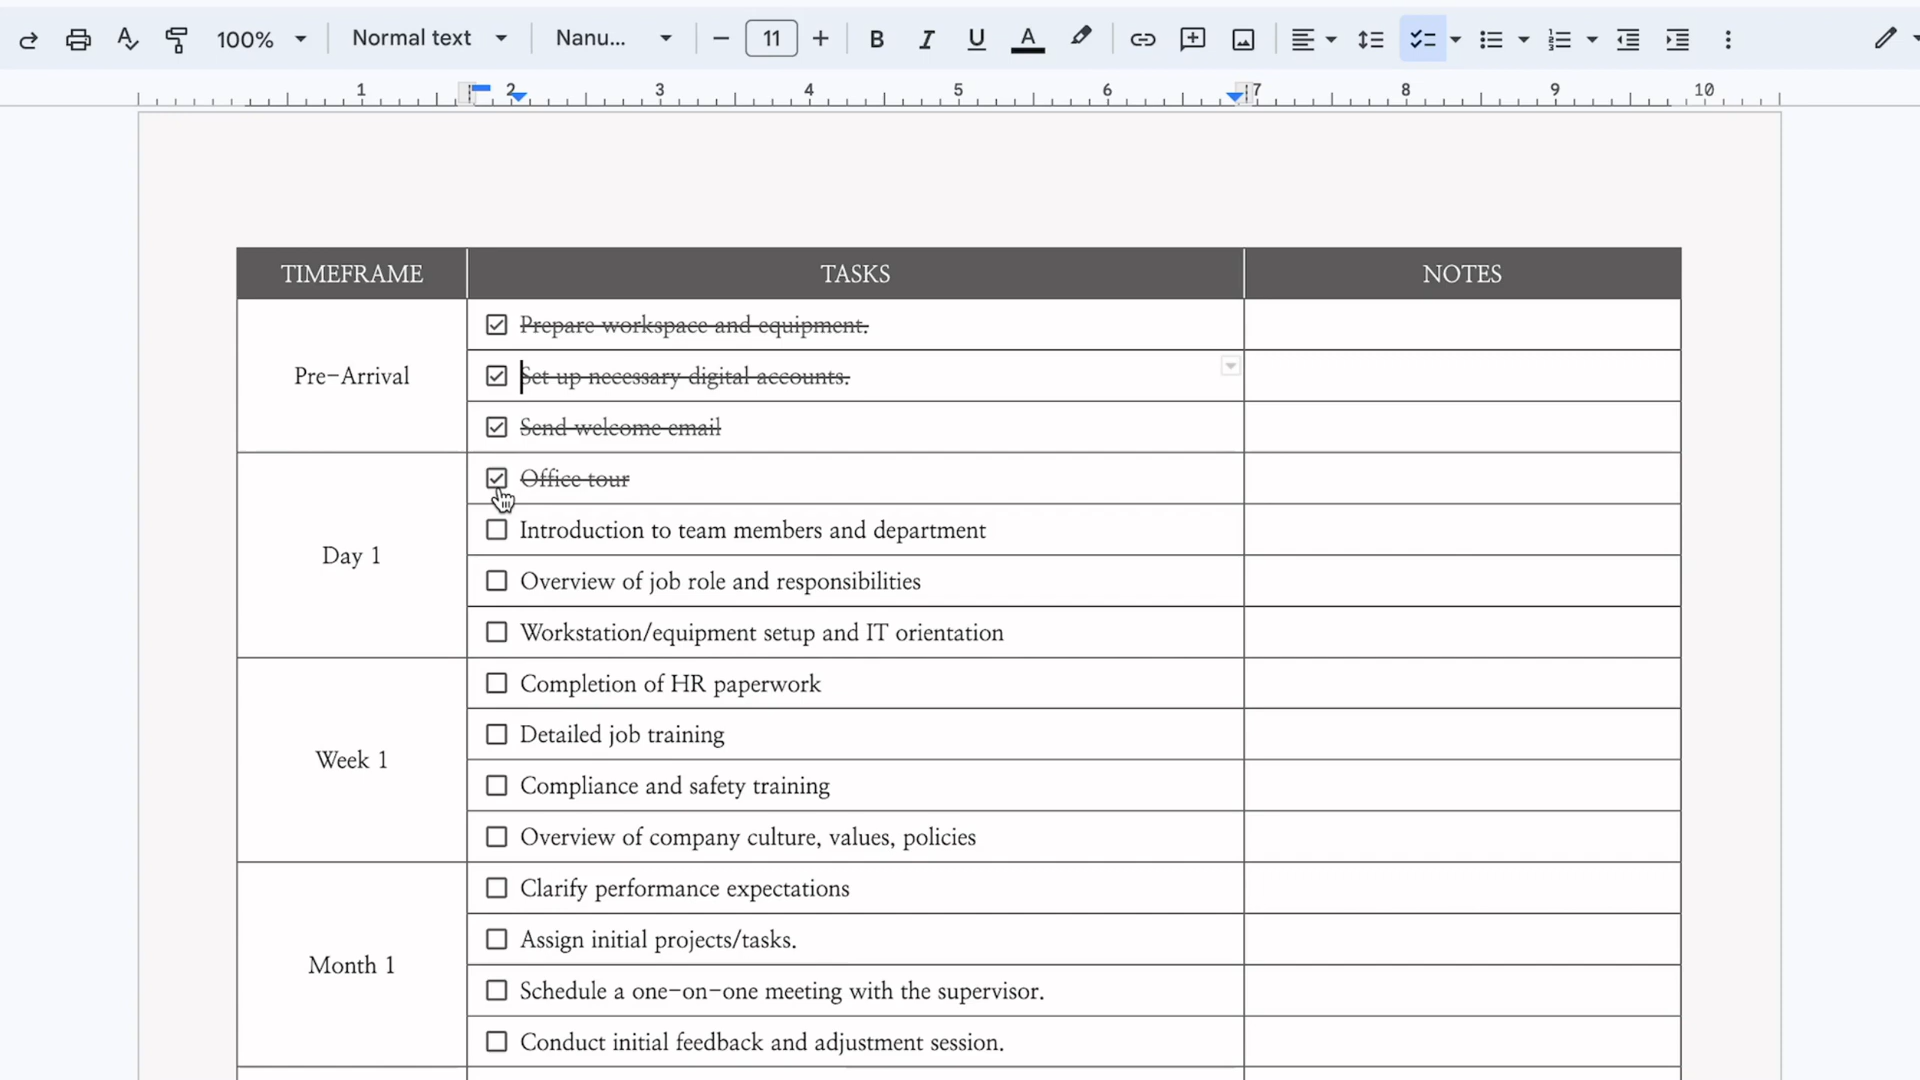 100% Normal text Nanu... 11
1 2 3 4 5 6 7 8 9 10
TIMEFRAME TASKS NOTES
Pre-Arrival
Prepare workspace and equipment.
Set up necessary digital accounts.
Send welcome email
Day 1
Office tour
Introduction to team members and department
Overview of job role and responsibilities
Workstation/equipment setup and IT orientation
Week 1
Completion of HR paperwork
Detailed job training
Compliance and safety training
Overview of company culture, values, policies
Month 1
Clarify performance expectations
Assign initial projects/tasks.
Schedule a one-on-one meeting with the supervisor.
Conduct initial feedback and adjustment session.